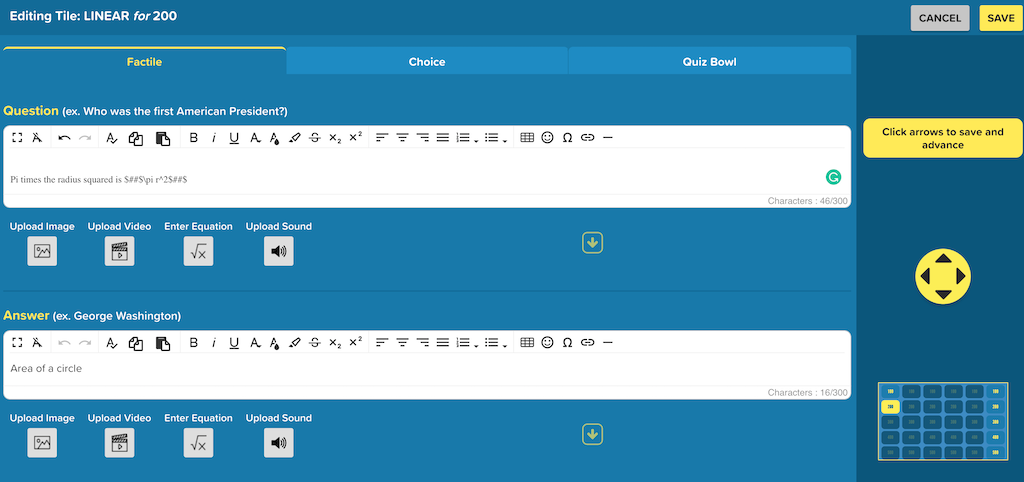 Editing Tile: LINEAR for 200
CANCEL
SAVE
Factile
Choice
Quiz Bowl
Question (ex. Who was the first American President?)
Click arrows to save and
advance
Pi times the radius squared is $##$\pi r^2$##$
Characters : 46/300
Upload Image
Upload Video
Enter Equation
Upload Sound
Answer (ex. George Washington)
Area of a circle
Characters : 16/300
Upload Image
Upload Video
Enter Equation
Upload Sound